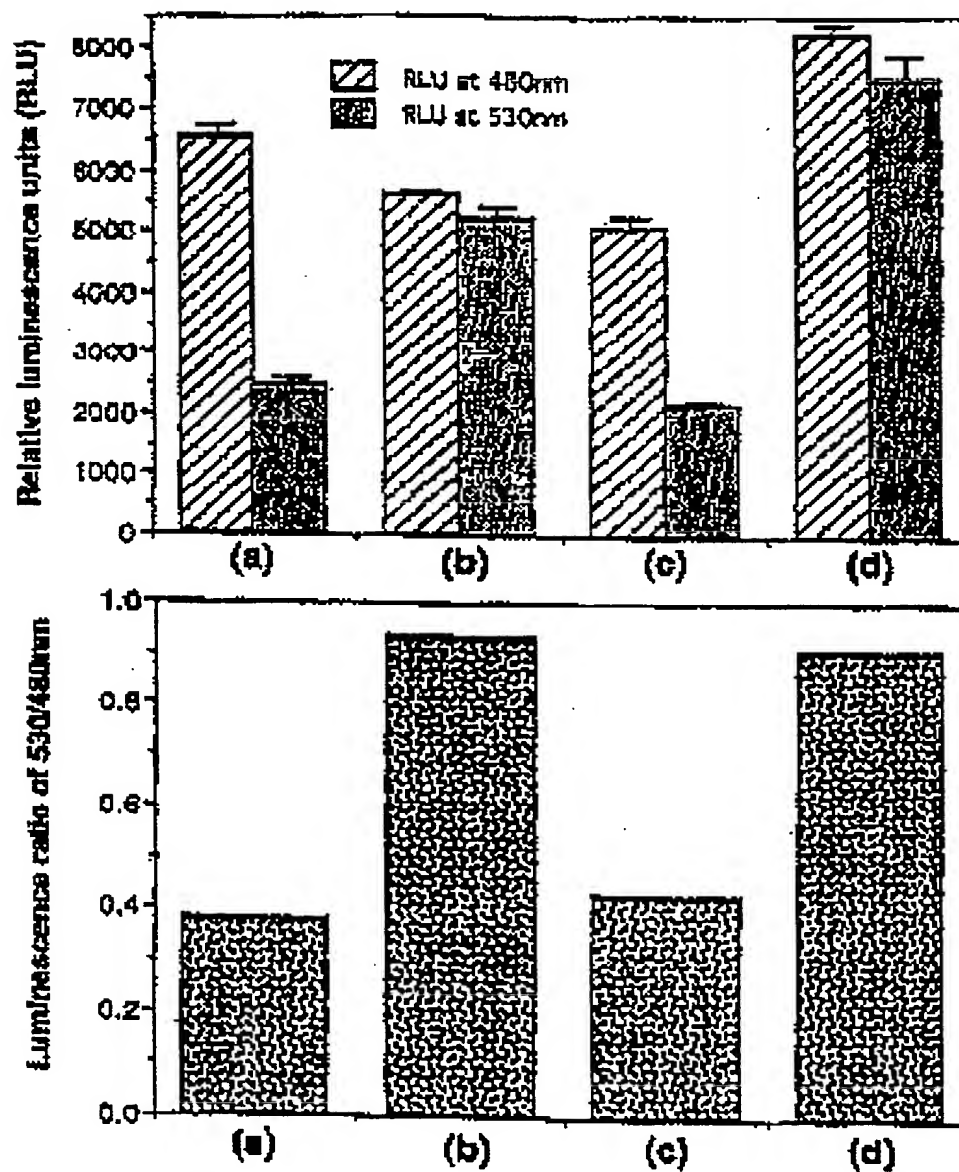 Relative luminescence units (RLU)
8000
7000
6000
5000
4000
3000
2000
1000
0
RLU at 480nm
RLU at 530nm
(a) (b) (c) (d)
Luminescence ratio of 530/480nm
1.0
0.8
0.6
0.4
0.2
0.0
(a) (b) (c) (d)